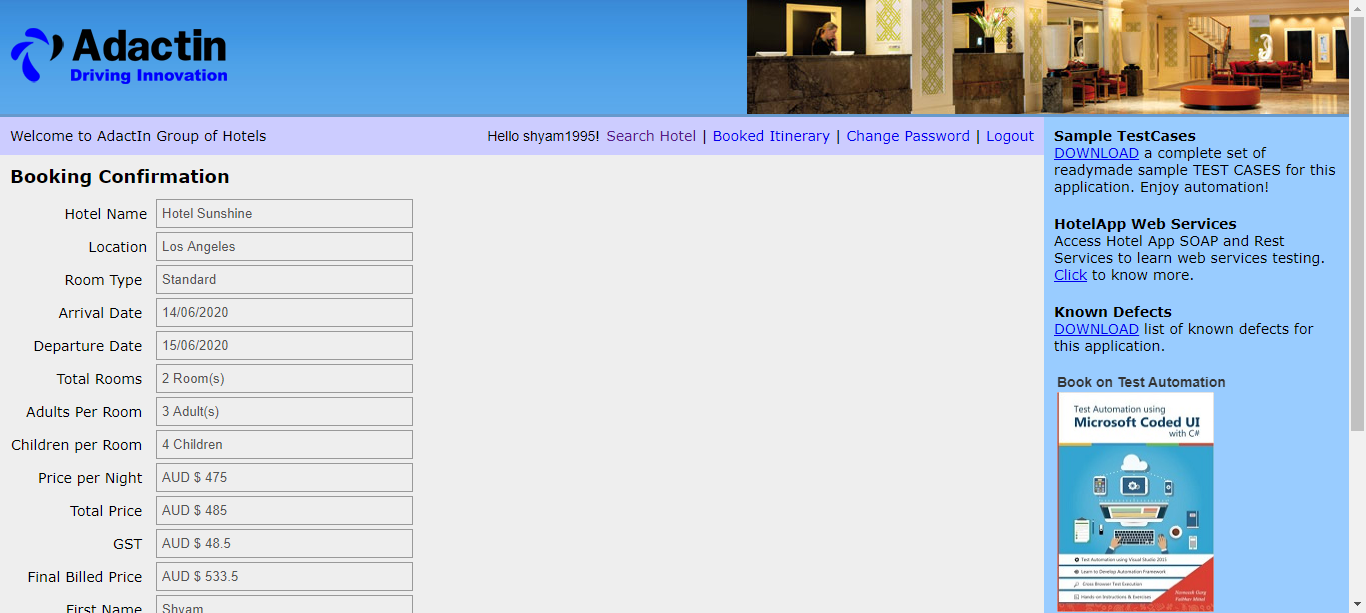 Adactin
Driving Innovation
Welcome to AdactIn Group of Hotels
Hello shyam1995! Search Hotel | Booked Itinerary | Change Password | Logout
Booking Confirmation
Hotel Name Hotel Sunshine
Location Los Angeles
Room Type Standard
Arrival Date 14/06/2020
Departure Date 15/06/2020
Total Rooms 2 Room(s)
Adults Per Room 3 Adult(s)
Children per Room 4 Children
Price per Night AUD $ 475
Total Price AUD $ 485
GST AUD $ 48.5
Final Billed Price AUD $ 533.5
First Name Shyam
Sample TestCases
DOWNLOAD a complete set of
readymade sample TEST CASES for this
application. Enjoy automation!
HotelApp Web Services
Access Hotel App SOAP and Rest
Services to learn web services testing.
Click to know more.
Known Defects
DOWNLOAD list of known defects for
this application.
Book on Test Automation
Test Automation using
Microsoft Coded UI
with C#
Test Automation using Visual Studio 2013
Learn to Develop Automation Framework
Cross Browser Test Execution
Hands-on Instructions & Exercises
Navneesh Garg
Vaibhav Mittal